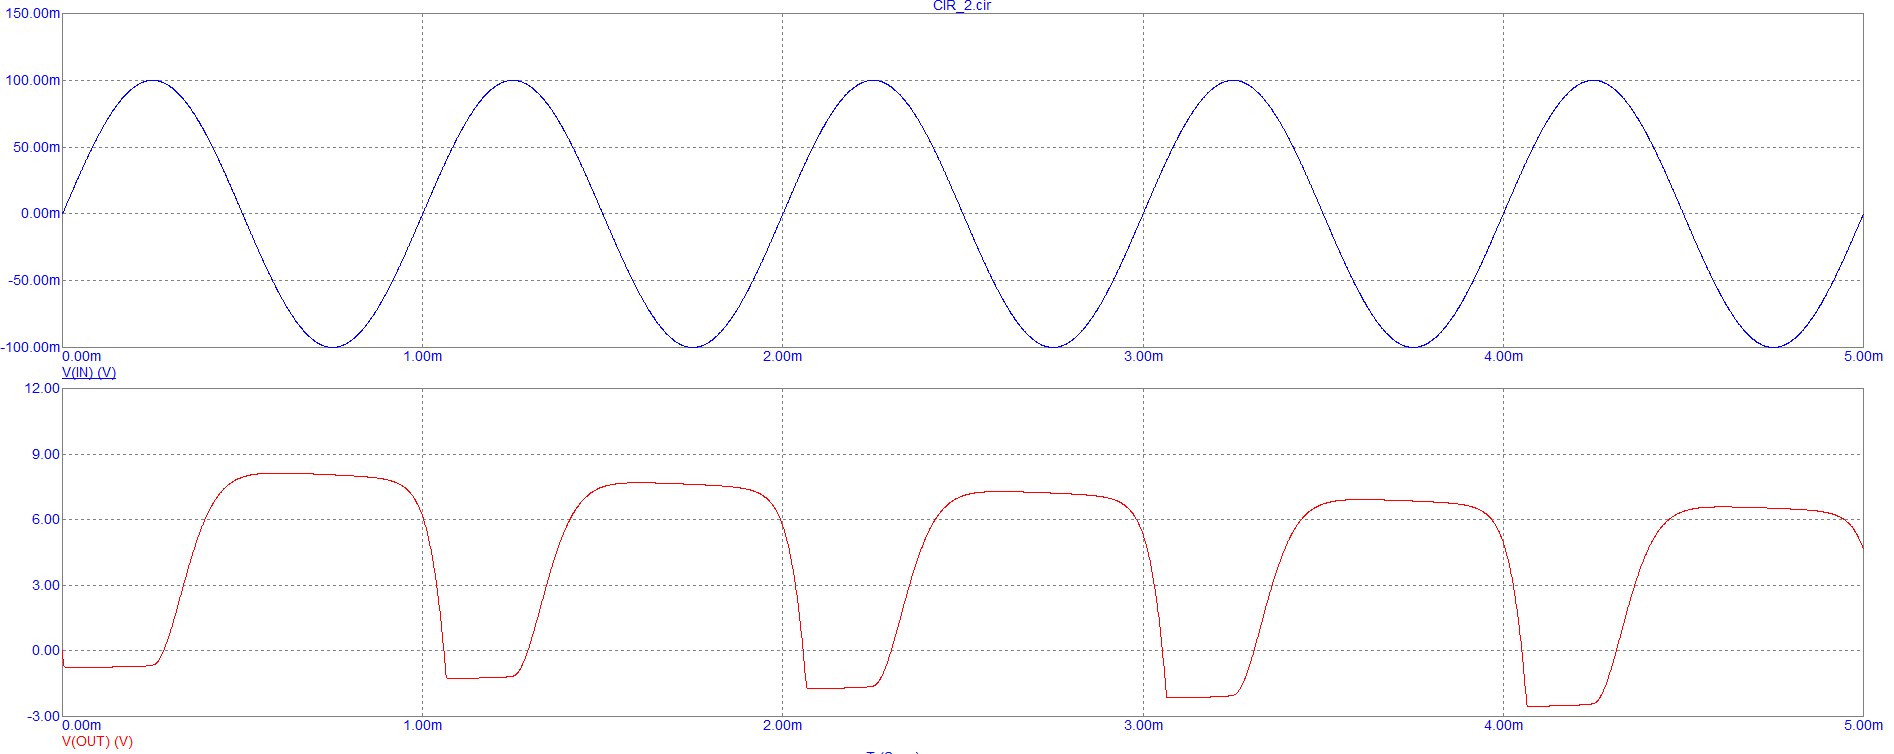 CIR_2.cir
150.00m
100.00m
50.00m
0.00m
-50.00m
-100.00m
0.00m 1.00m 2.00m 3.00m 4.00m 5.00m
V(IN) (V)
12.00
9.00
6.00
3.00
0.00
-3.00
0.00m 1.00m 2.00m 3.00m 4.00m 5.00m
V(OUT) (V)